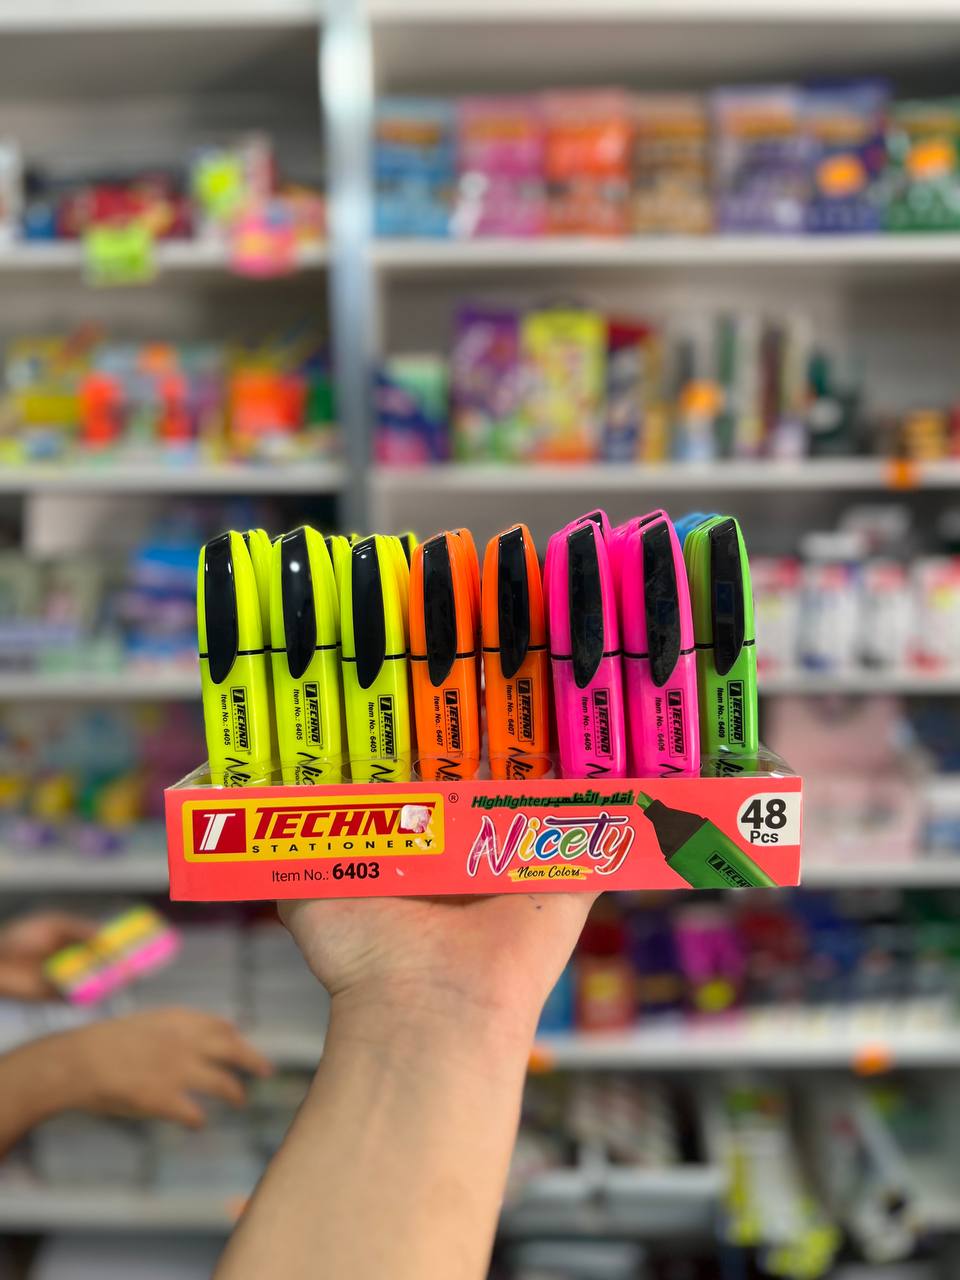 TECHNO
Item No.: 6405
TECHNO
Item No.: 6405
TECHNO
Item No.: 6405
TECHNO
Item No.: 6407
TECHNO
Item No.: 6407
TECHNO
Item No.: 6406
TECHNO
Item No.: 6406
TECHNO
Item No.: 6409
T TECHNO ®
STATIONERY
Item No.: 6403
Highlighter أقلام التظهير
Nicety
Neon Colors
TECHNO
48
Pcs